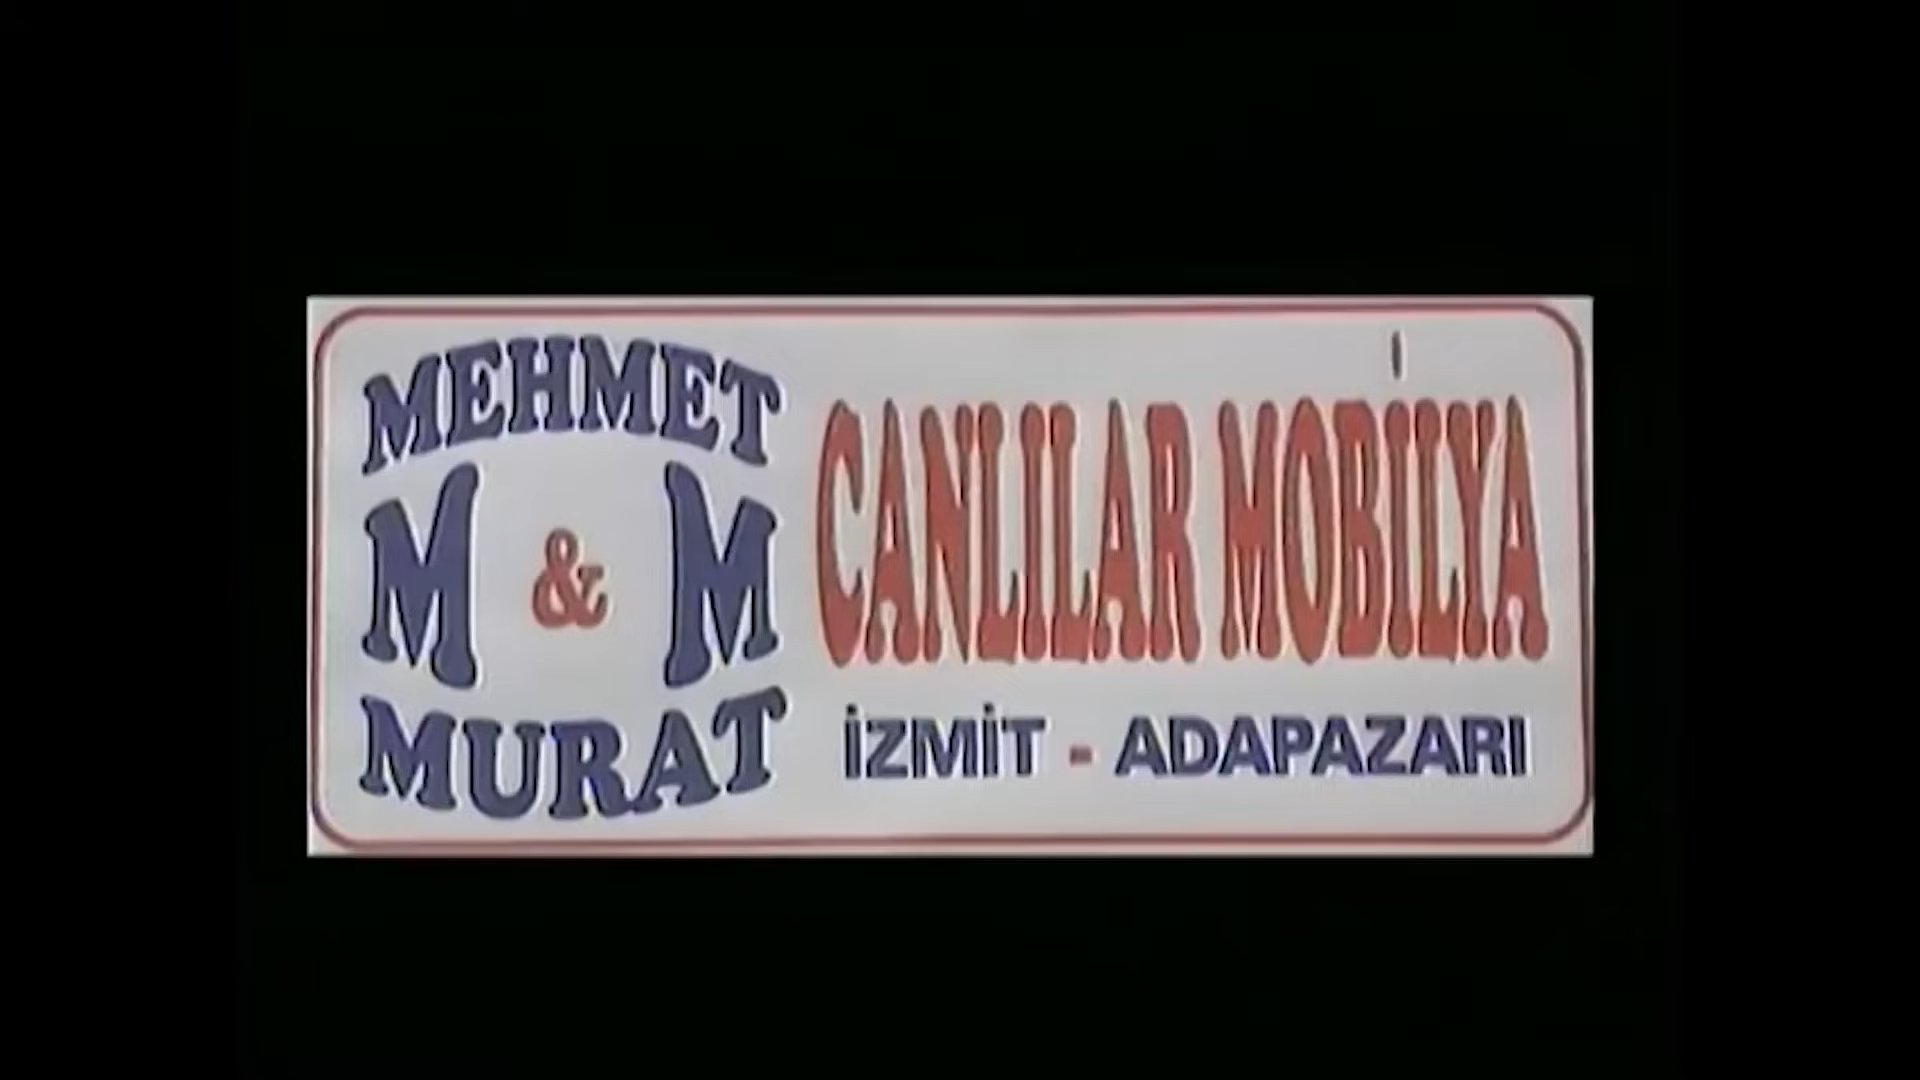 MEHMET
M & M
MURAT
CANLILAR MOBİLYA
İZMİT - ADAPAZARI